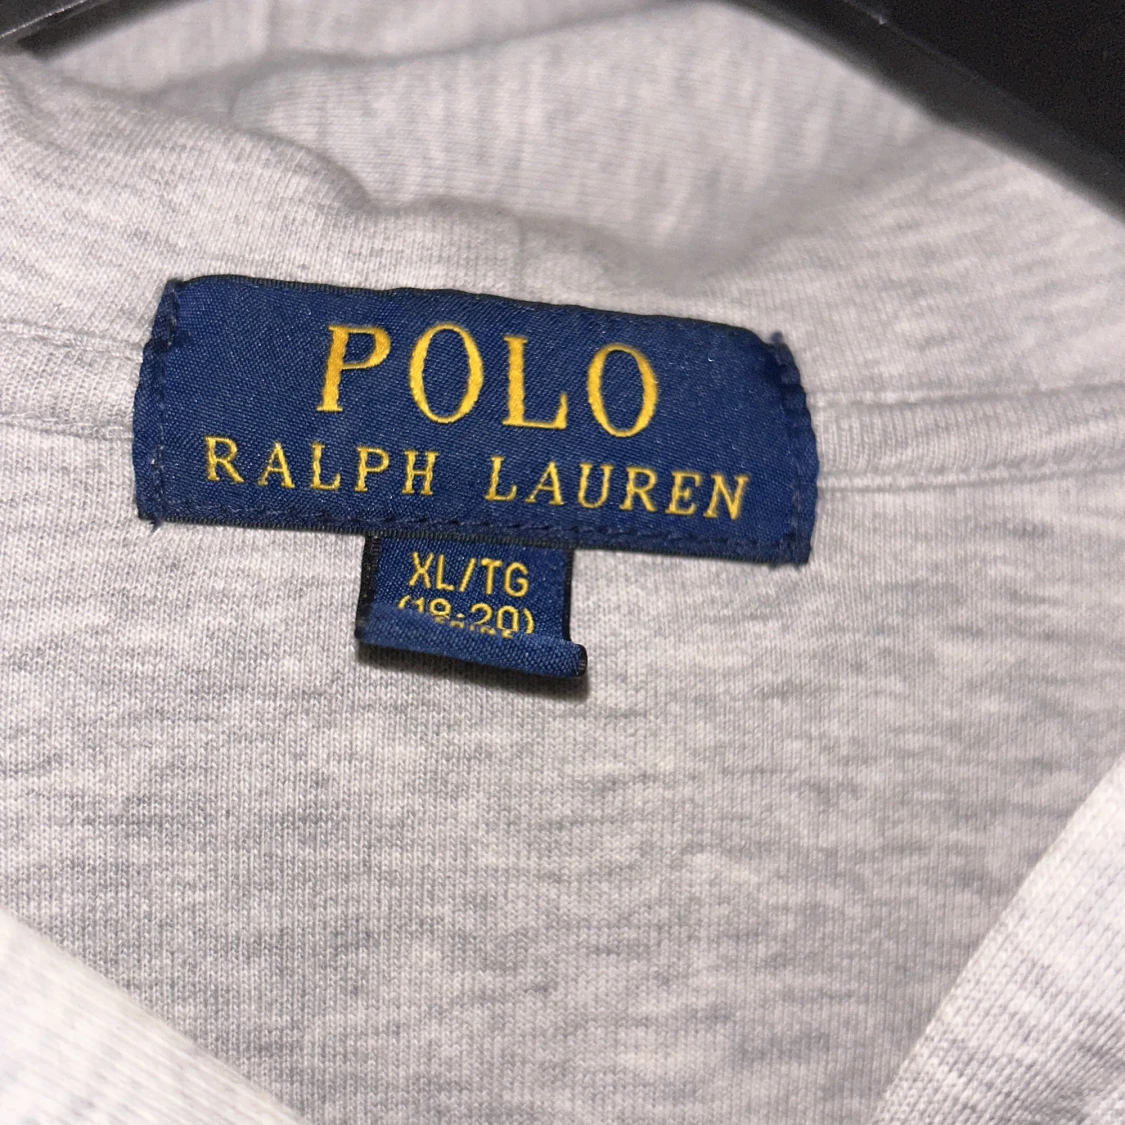 POLO
RALPH LAUREN
XL/TG
(18-20)